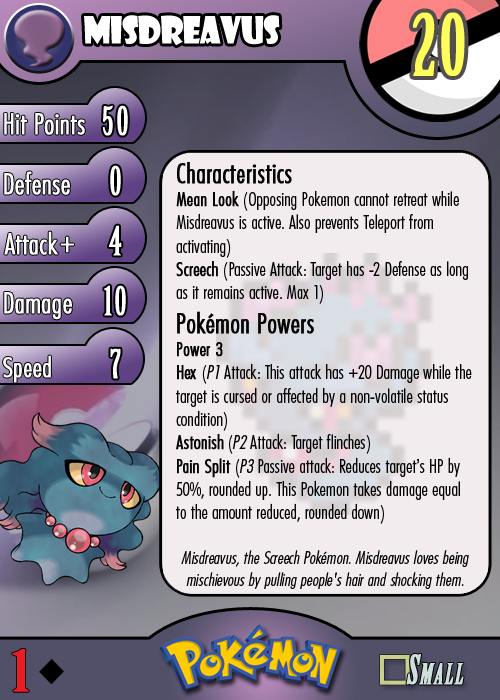 MISDREAVUS
20
Hit Points 50
Defense 0
Attack+ 4
Damage 10
Speed 7
Characteristics
Mean Look (Opposing Pokemon cannot retreat while
Misdreavus is active. Also prevents Teleport from
activating)
Screech (Passive Attack: Target has -2 Defense as long
as it remains active. Max 1)
Pokémon Powers
Power 3
Hex (P1 Attack: This attack has +20 Damage while the
target is cursed or affected by a non-volatile status
condition)
Astonish (P2 Attack: Target flinches)
Pain Split (P3 Passive attack: Reduces target's HP by
50%, rounded up. This Pokemon takes damage equal
to the amount reduced, rounded down)
Misdreavus, the Screech Pokémon. Misdreavus loves being
mischievous by pulling people's hair and shocking them.
1
POKéMON
SMALL